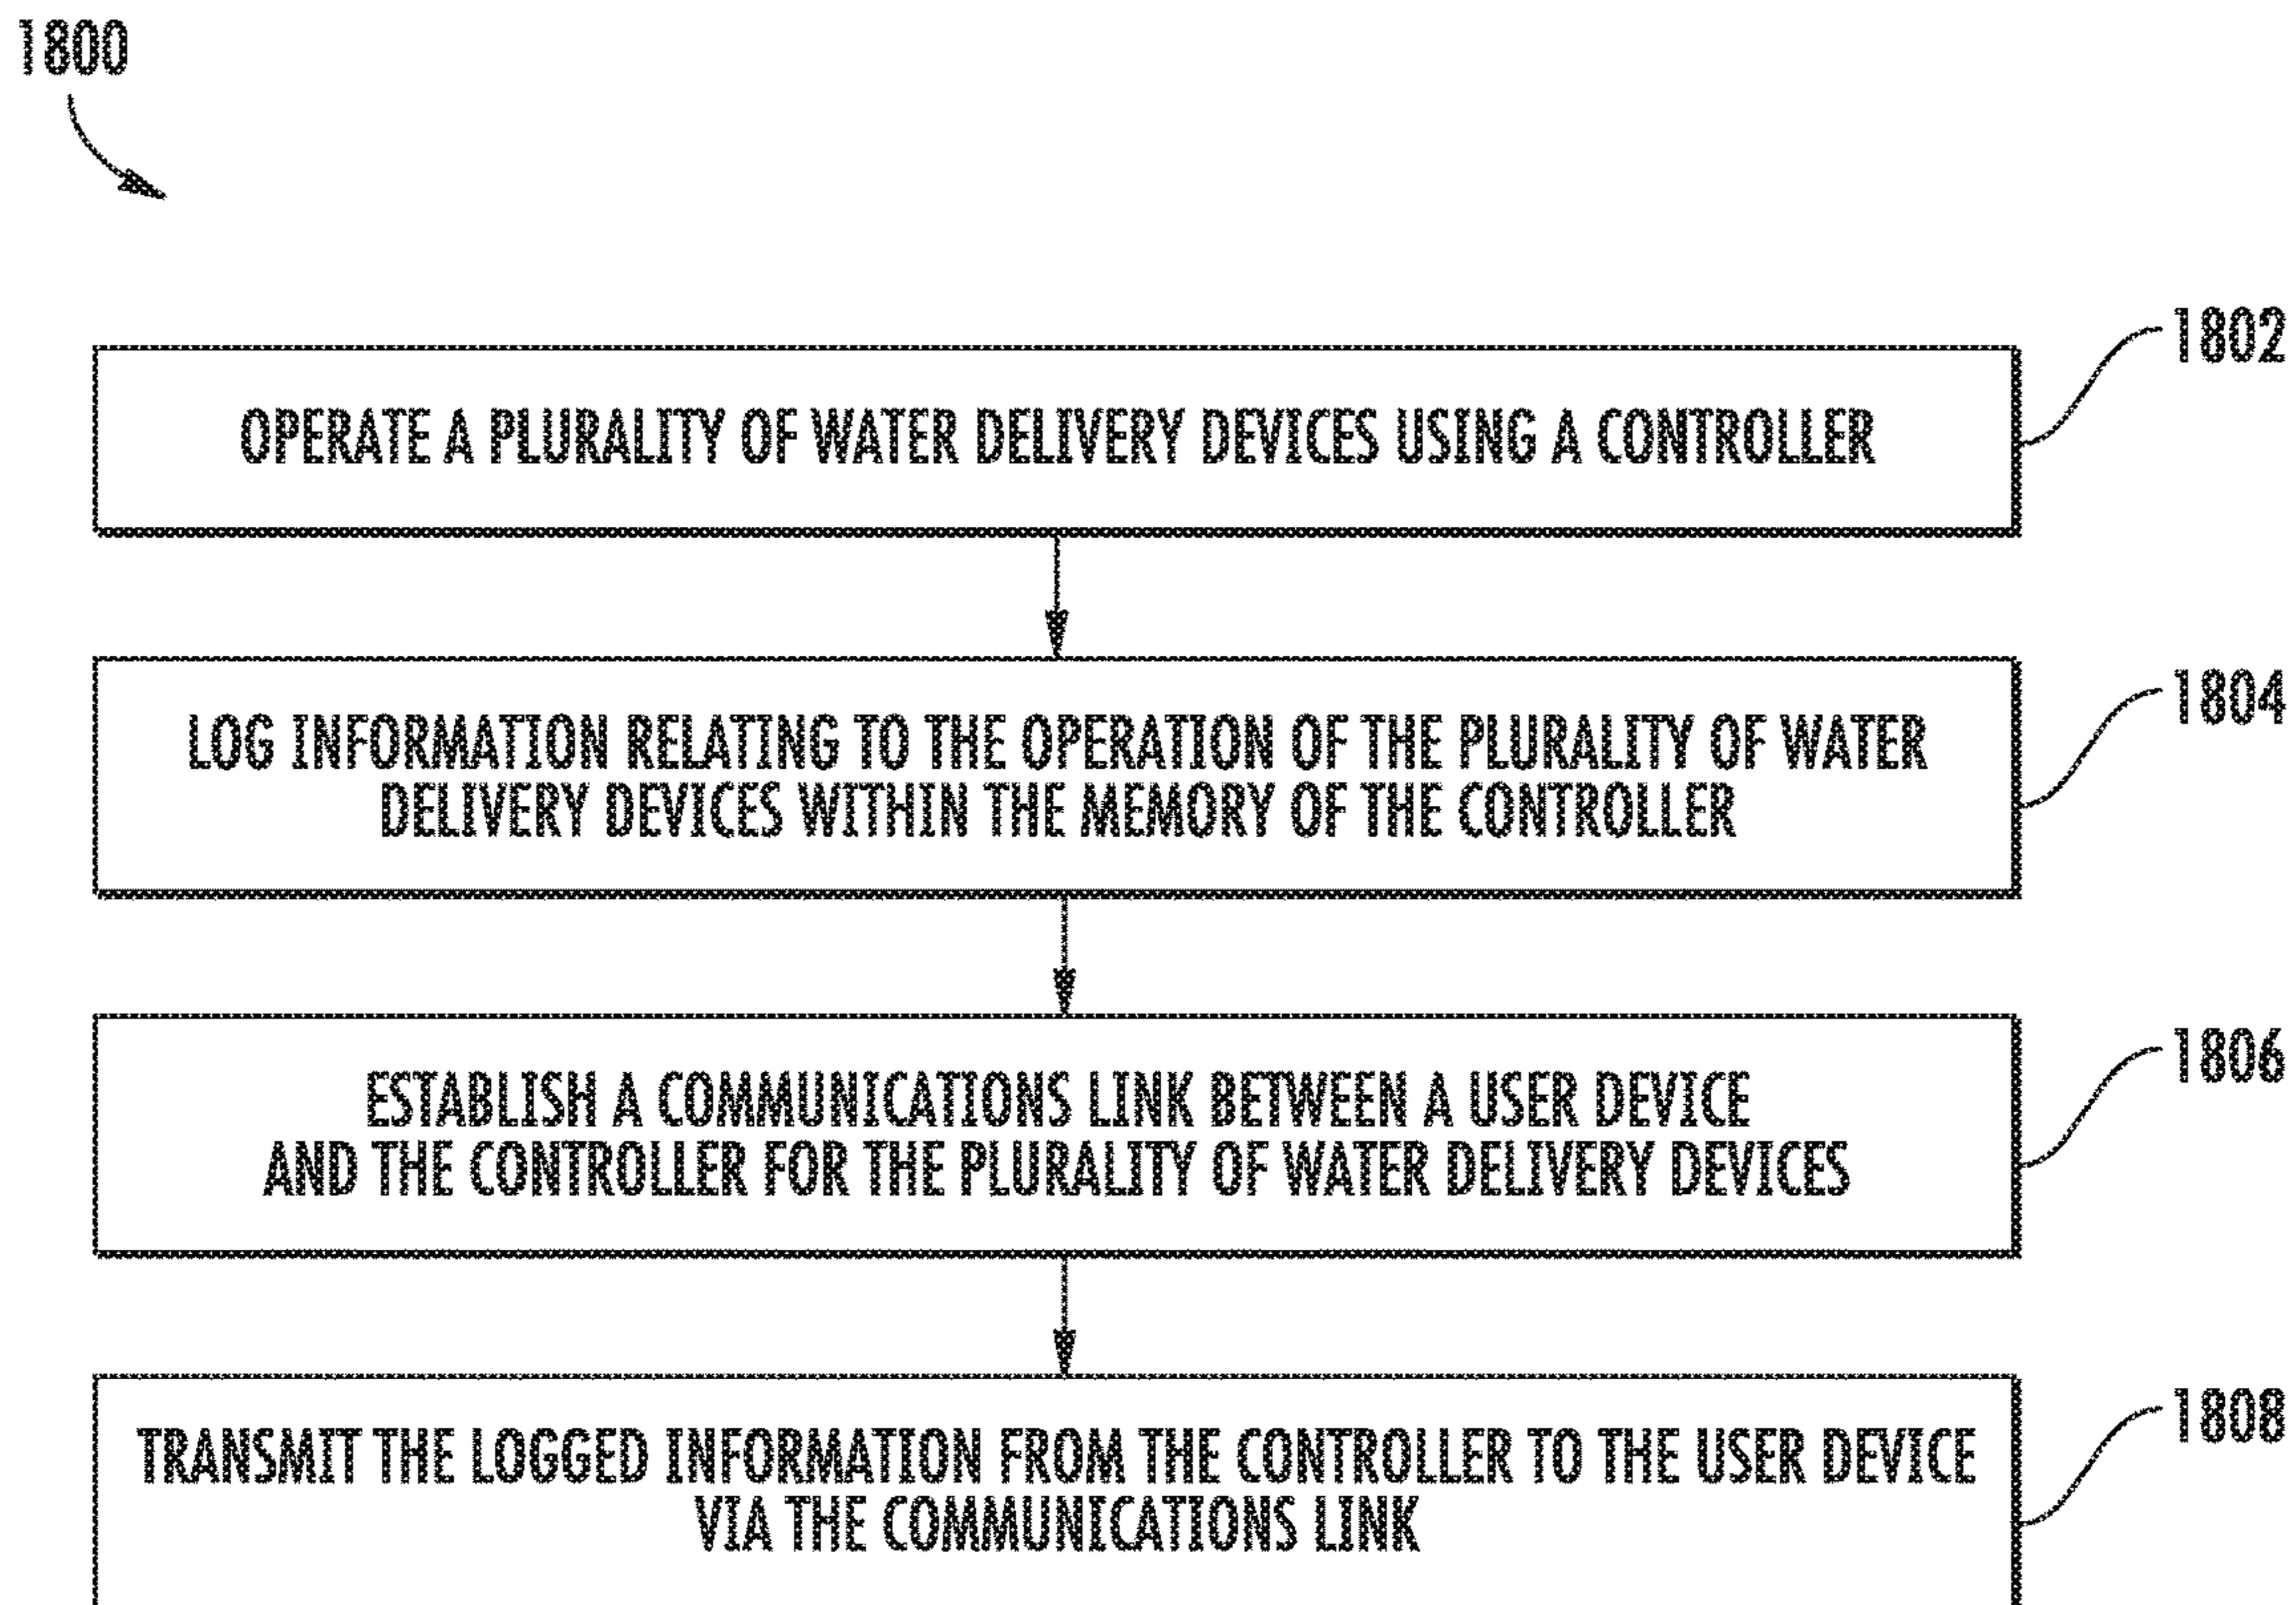 1800
1802
OPERATE A PLURALITY OF WATER DELIVERY DEVICES USING A CONTROLLER
1804
LOG INFORMATION RELATING TO THE OPERATION OF THE PLURALITY OF WATER
DELIVERY DEVICES WITHIN THE MEMORY OF THE CONTROLLER
1806
ESTABLISH A COMMUNICATIONS LINK BETWEEN A USER DEVICE
AND THE CONTROLLER FOR THE PLURALITY OF WATER DELIVERY DEVICES
1808
TRANSMIT THE LOGGED INFORMATION FROM THE CONTROLLER TO THE USER DEVICE
VIA THE COMMUNICATIONS LINK